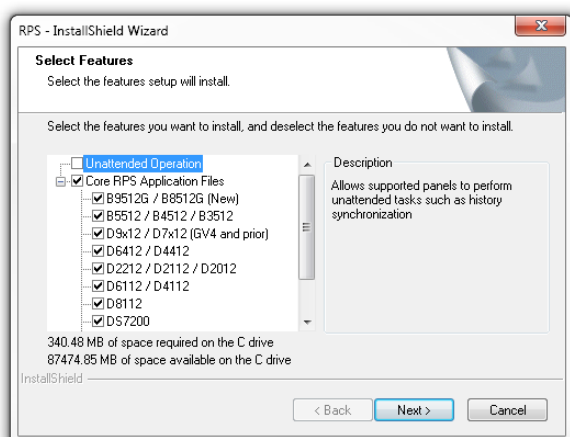 RPS - InstallShield Wizard
Select Features
Select the features setup will install.
Select the features you want to install, and deselect the features you do not want to install.
Unattended Operation
Core RPS Application Files
B9512G / B8512G (New)
B5512 / B4512 / B3512
D9x12 / D7x12 (GV4 and prior)
D6412 / D4412
D2212 / D2112 / D2012
D6112 / D4112
D8112
DS7200
Description
Allows supported panels to perform
unattended tasks such as history
synchronization
340.48 MB of space required on the C drive
87474.85 MB of space available on the C drive
InstallShield
< Back
Next >
Cancel